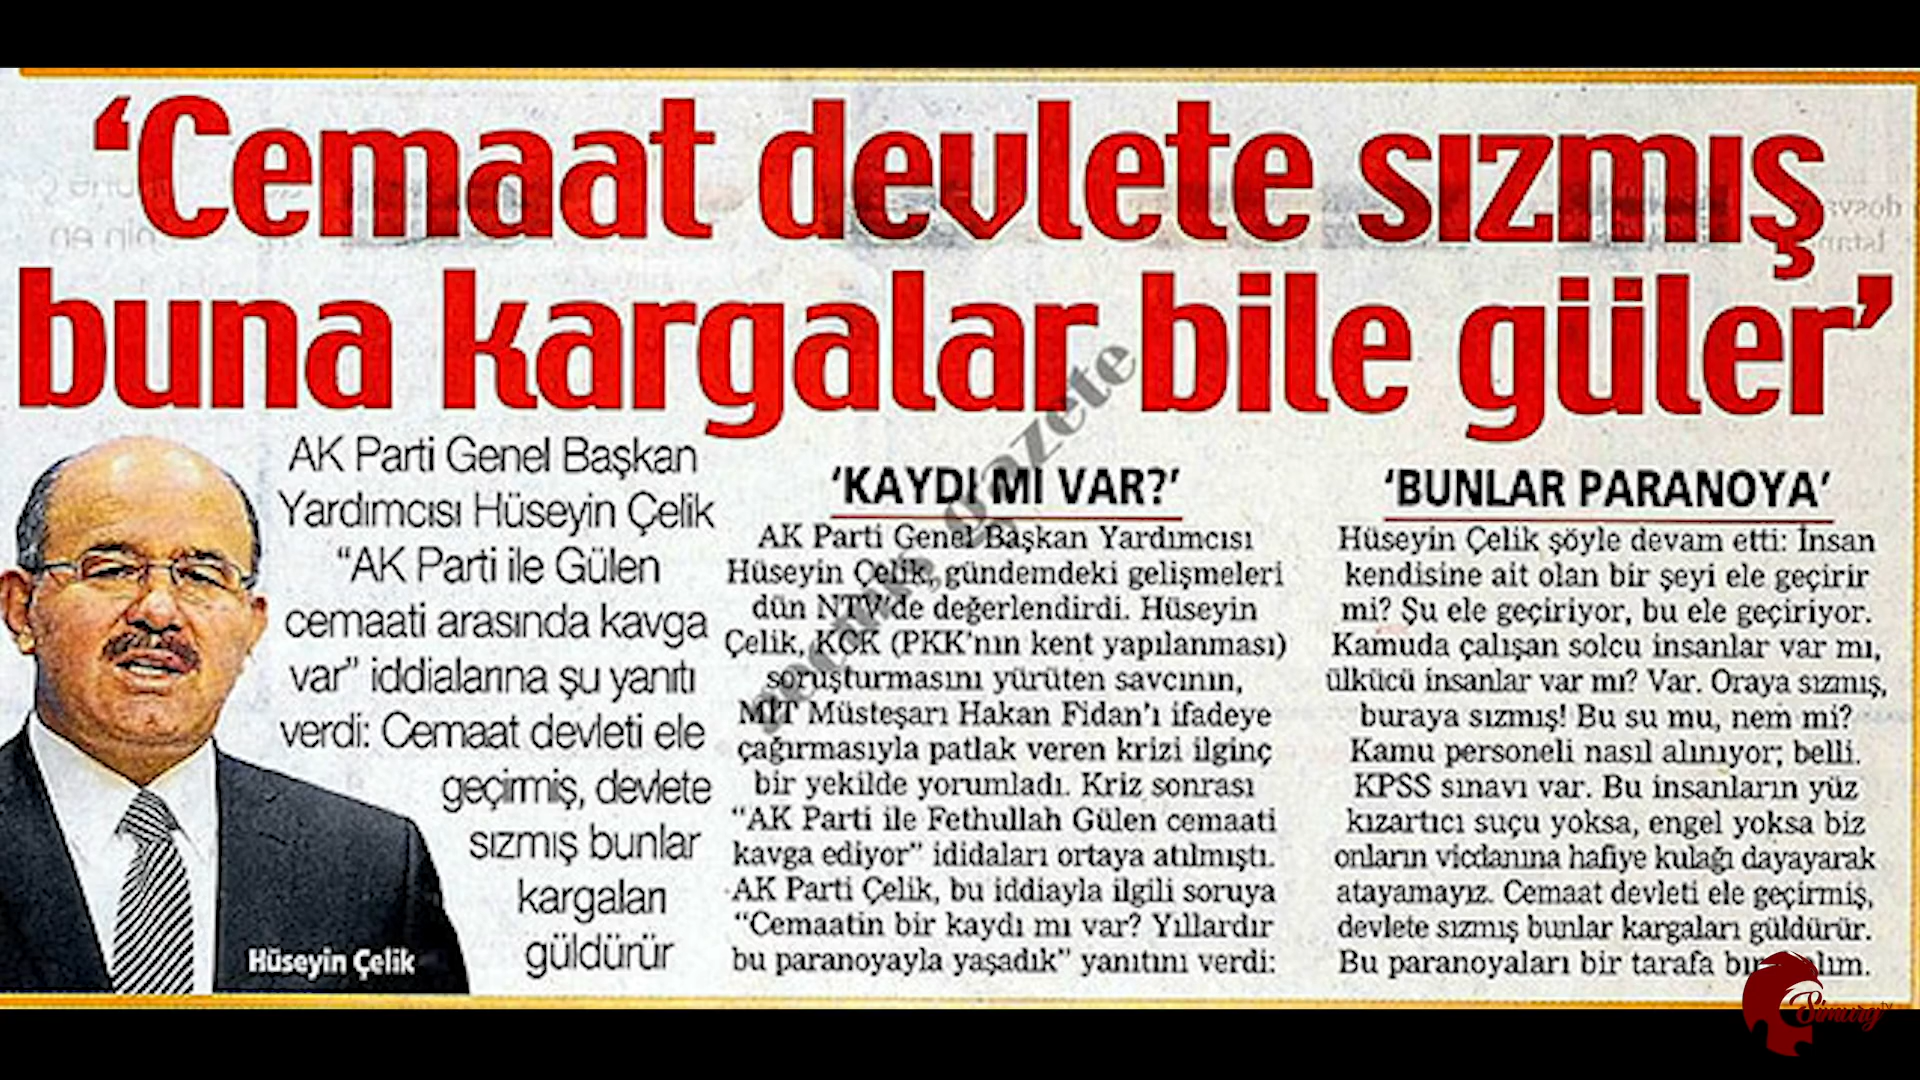 ‘Cemaat devlete sızmış
buna kargalar bile güler’
AK Parti Genel Başkan
Yardımcısı Hüseyin Çelik
“AK Parti ile Gülen
cemaati arasında kavga
var” iddialarına şu yanıtı
verdi: Cemaat devleti ele
geçirmiş, devlete
sızmış bunlar
kargaları
güldürür
Hüseyin Çelik
‘KAYDI MI VAR?’
AK Parti Genel Başkan Yardımcısı
Hüseyin Çelik, gündemdeki gelişmeleri
dün NTV’de değerlendirdi. Hüseyin
Çelik, KCK (PKK’nın kent yapılanması)
soruşturmasını yürüten savcının,
MİT Müsteşarı Hakan Fidan’ı ifadeye
çağırmasıyla patlak veren krizi ilginç
bir yekilde yorumladı. Kriz sonrası
“AK Parti ile Fethullah Gülen cemaati
kavga ediyor” ididaları ortaya atılmıştı.
AK Parti Çelik, bu iddiayla ilgili soruya
“Cemaatin bir kaydı mı var? Yıllardır
bu paranoyayla yaşadık” yanıtını verdi:
‘BUNLAR PARANOYA’
Hüseyin Çelik şöyle devam etti: İnsan
kendisine ait olan bir şeyi ele geçirir
mi? Şu ele geçiriyor, bu ele geçiriyor.
Kamuda çalışan solcu insanlar var mı,
ülkücü insanlar var mı? Var. Oraya sızmış,
buraya sızmış! Bu su mu, nem mi?
Kamu personeli nasıl alınıyor; belli.
KPSS sınavı var. Bu insanların yüz
kızartıcı suçu yoksa, engel yoksa biz
onların vicdanına hafiye kulağı dayayarak
atayamayız. Cemaat devleti ele geçirmiş,
devlete sızmış bunlar kargaları güldürür.
Bu paranoyaları bir tarafa
Simurg tv